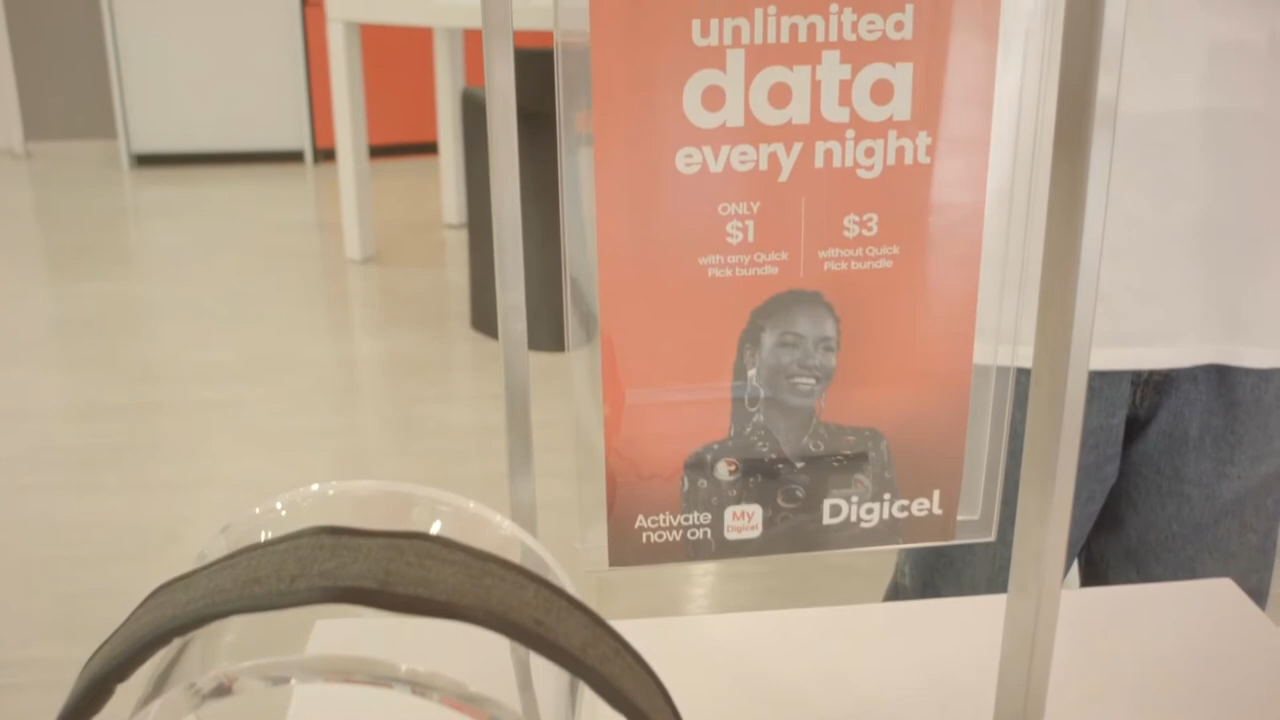 unlimited
data
every night
ONLY
$1
with any Quick
Pick bundle
$3
without Quick
Pick bundle
Activate
now on
My
Digicel
Digicel